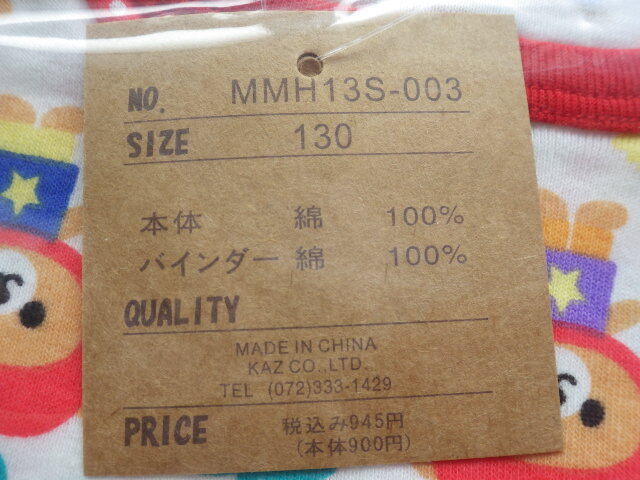 NO. MMH13S-003
SIZE 130
本体 綿 100%
バインダー 綿 100%
QUALITY
MADE IN CHINA
KAZ CO.,LTD.
TEL (072)333-1429
PRICE 税込み945円
(本体900円)